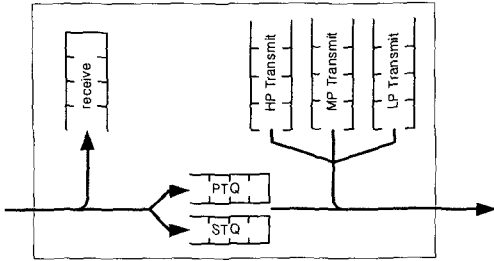 receive
HP Transmit
MP Transmit
LP Transmit
PTQ
STQ